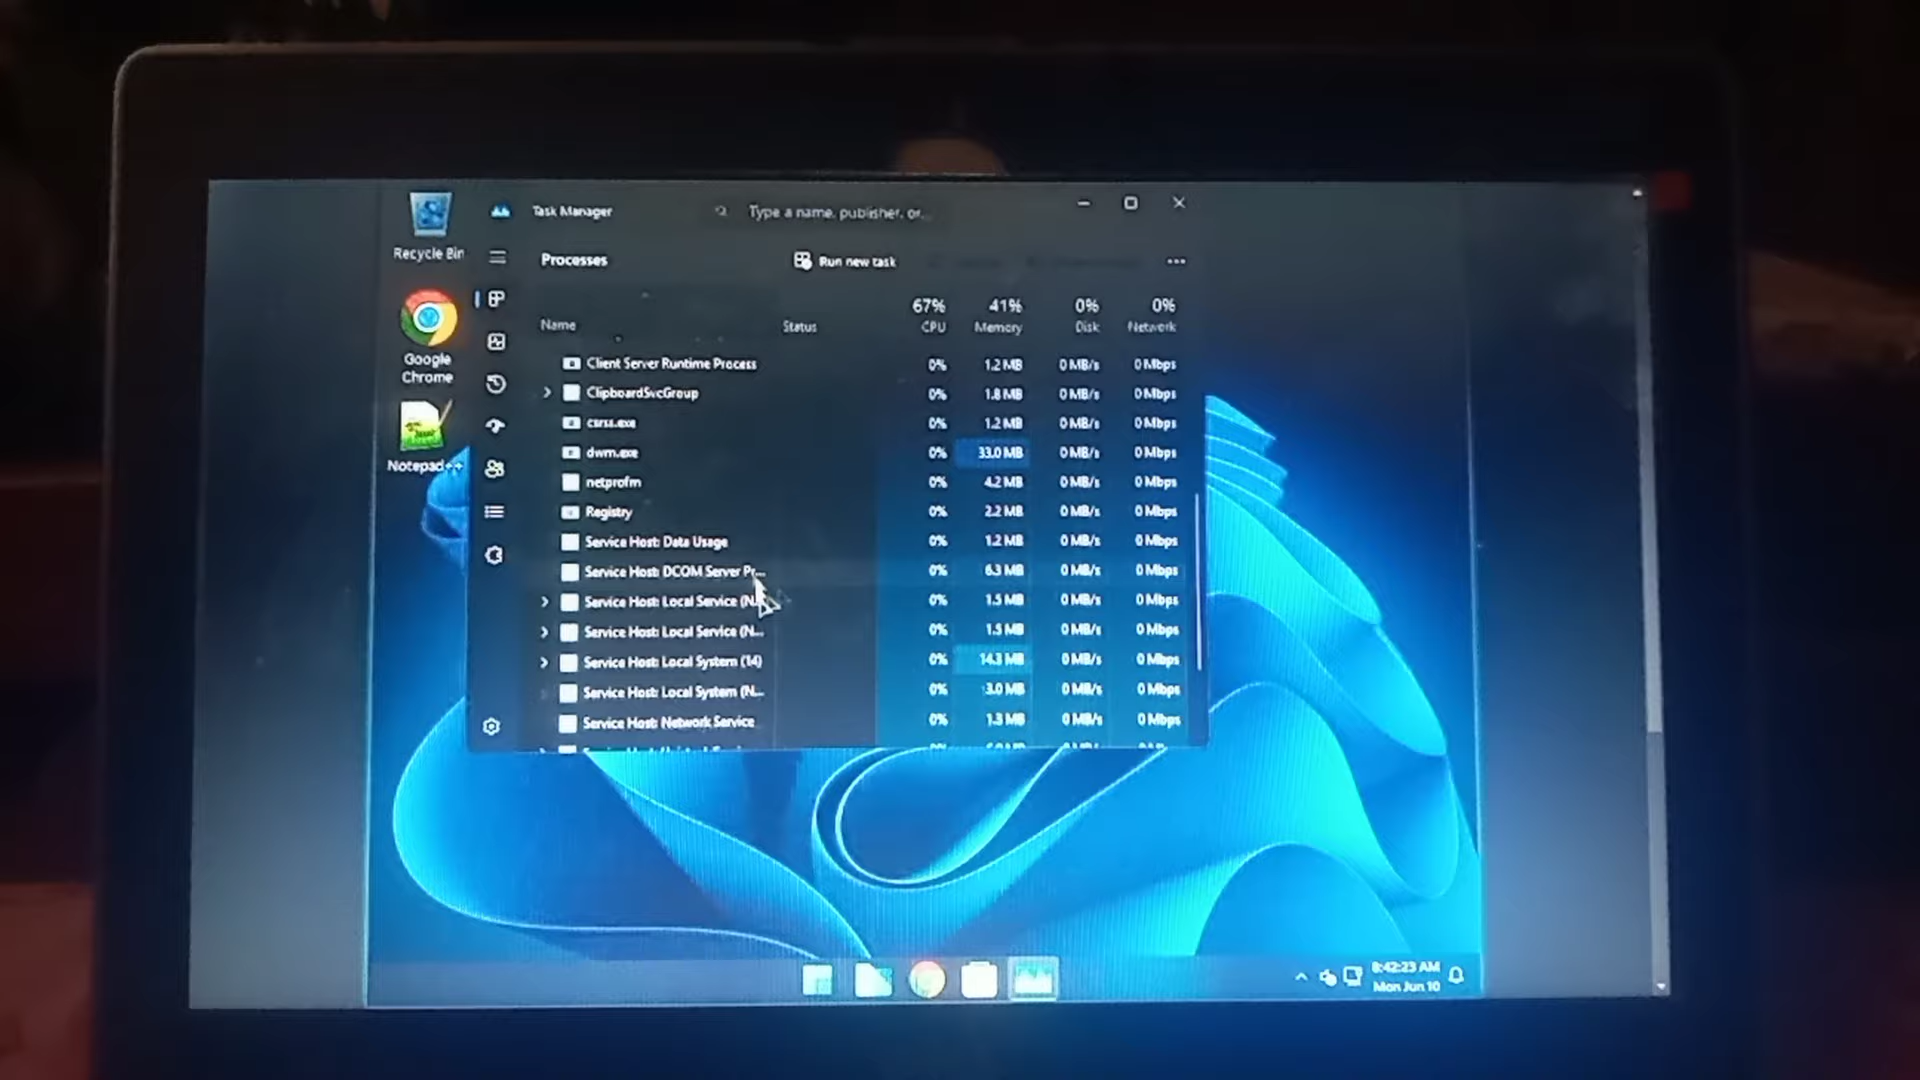 Recycle Bin
Google
Chrome
Notepad++
Task Manager
Type a name, publisher, or...
Processes
Run new task
67% 41% 0% 0%
Name Status CPU Memory Disk Network
Client Server Runtime Process 0% 1.2 MB 0 MB/s 0 Mbps
ClipboardSvcGroup 0% 1.8 MB 0 MB/s 0 Mbps
csrss.exe 0% 1.2 MB 0 MB/s 0 Mbps
dwm.exe 0% 33.0 MB 0 MB/s 0 Mbps
netprofm 0% 4.2 MB 0 MB/s 0 Mbps
Registry 0% 2.2 MB 0 MB/s 0 Mbps
Service Host: Data Usage 0% 1.2 MB 0 MB/s 0 Mbps
Service Host: DCOM Server Pr... 0% 6.3 MB 0 MB/s 0 Mbps
Service Host: Local Service (N... 0% 1.5 MB 0 MB/s 0 Mbps
Service Host: Local Service (N... 0% 1.5 MB 0 MB/s 0 Mbps
Service Host: Local System (14) 0% 14.3 MB 0 MB/s 0 Mbps
Service Host: Local System (N... 0% 3.0 MB 0 MB/s 0 Mbps
Service Host: Network Service 0% 1.3 MB 0 MB/s 0 Mbps
8:42:23 AM
Mon Jun 10